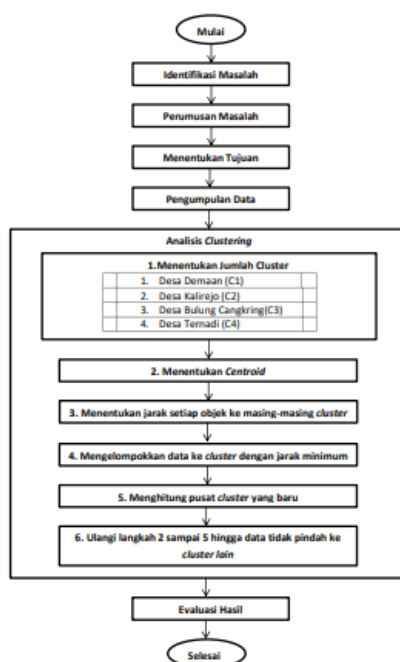 Mulai
Identifikasi Masalah
Perumusan Masalah
Menentukan Tujuan
Pengumpulan Data
Analisis Clustering
1.Menentukan Jumlah Cluster
1. Desa Demaan (C1)
2. Desa Kalirejo (C2)
3. Desa Bulung Cangkring(C3)
4. Desa Ternadi (C4)
2. Menentukan Centroid
3. Menentukan jarak setiap objek ke masing-masing cluster
4. Mengelompokkan data ke cluster dengan jarak minimum
5. Menghitung pusat cluster yang baru
6. Ulangi langkah 2 sampai 5 hingga data tidak pindah ke
cluster lain
Evaluasi Hasil
Selesai